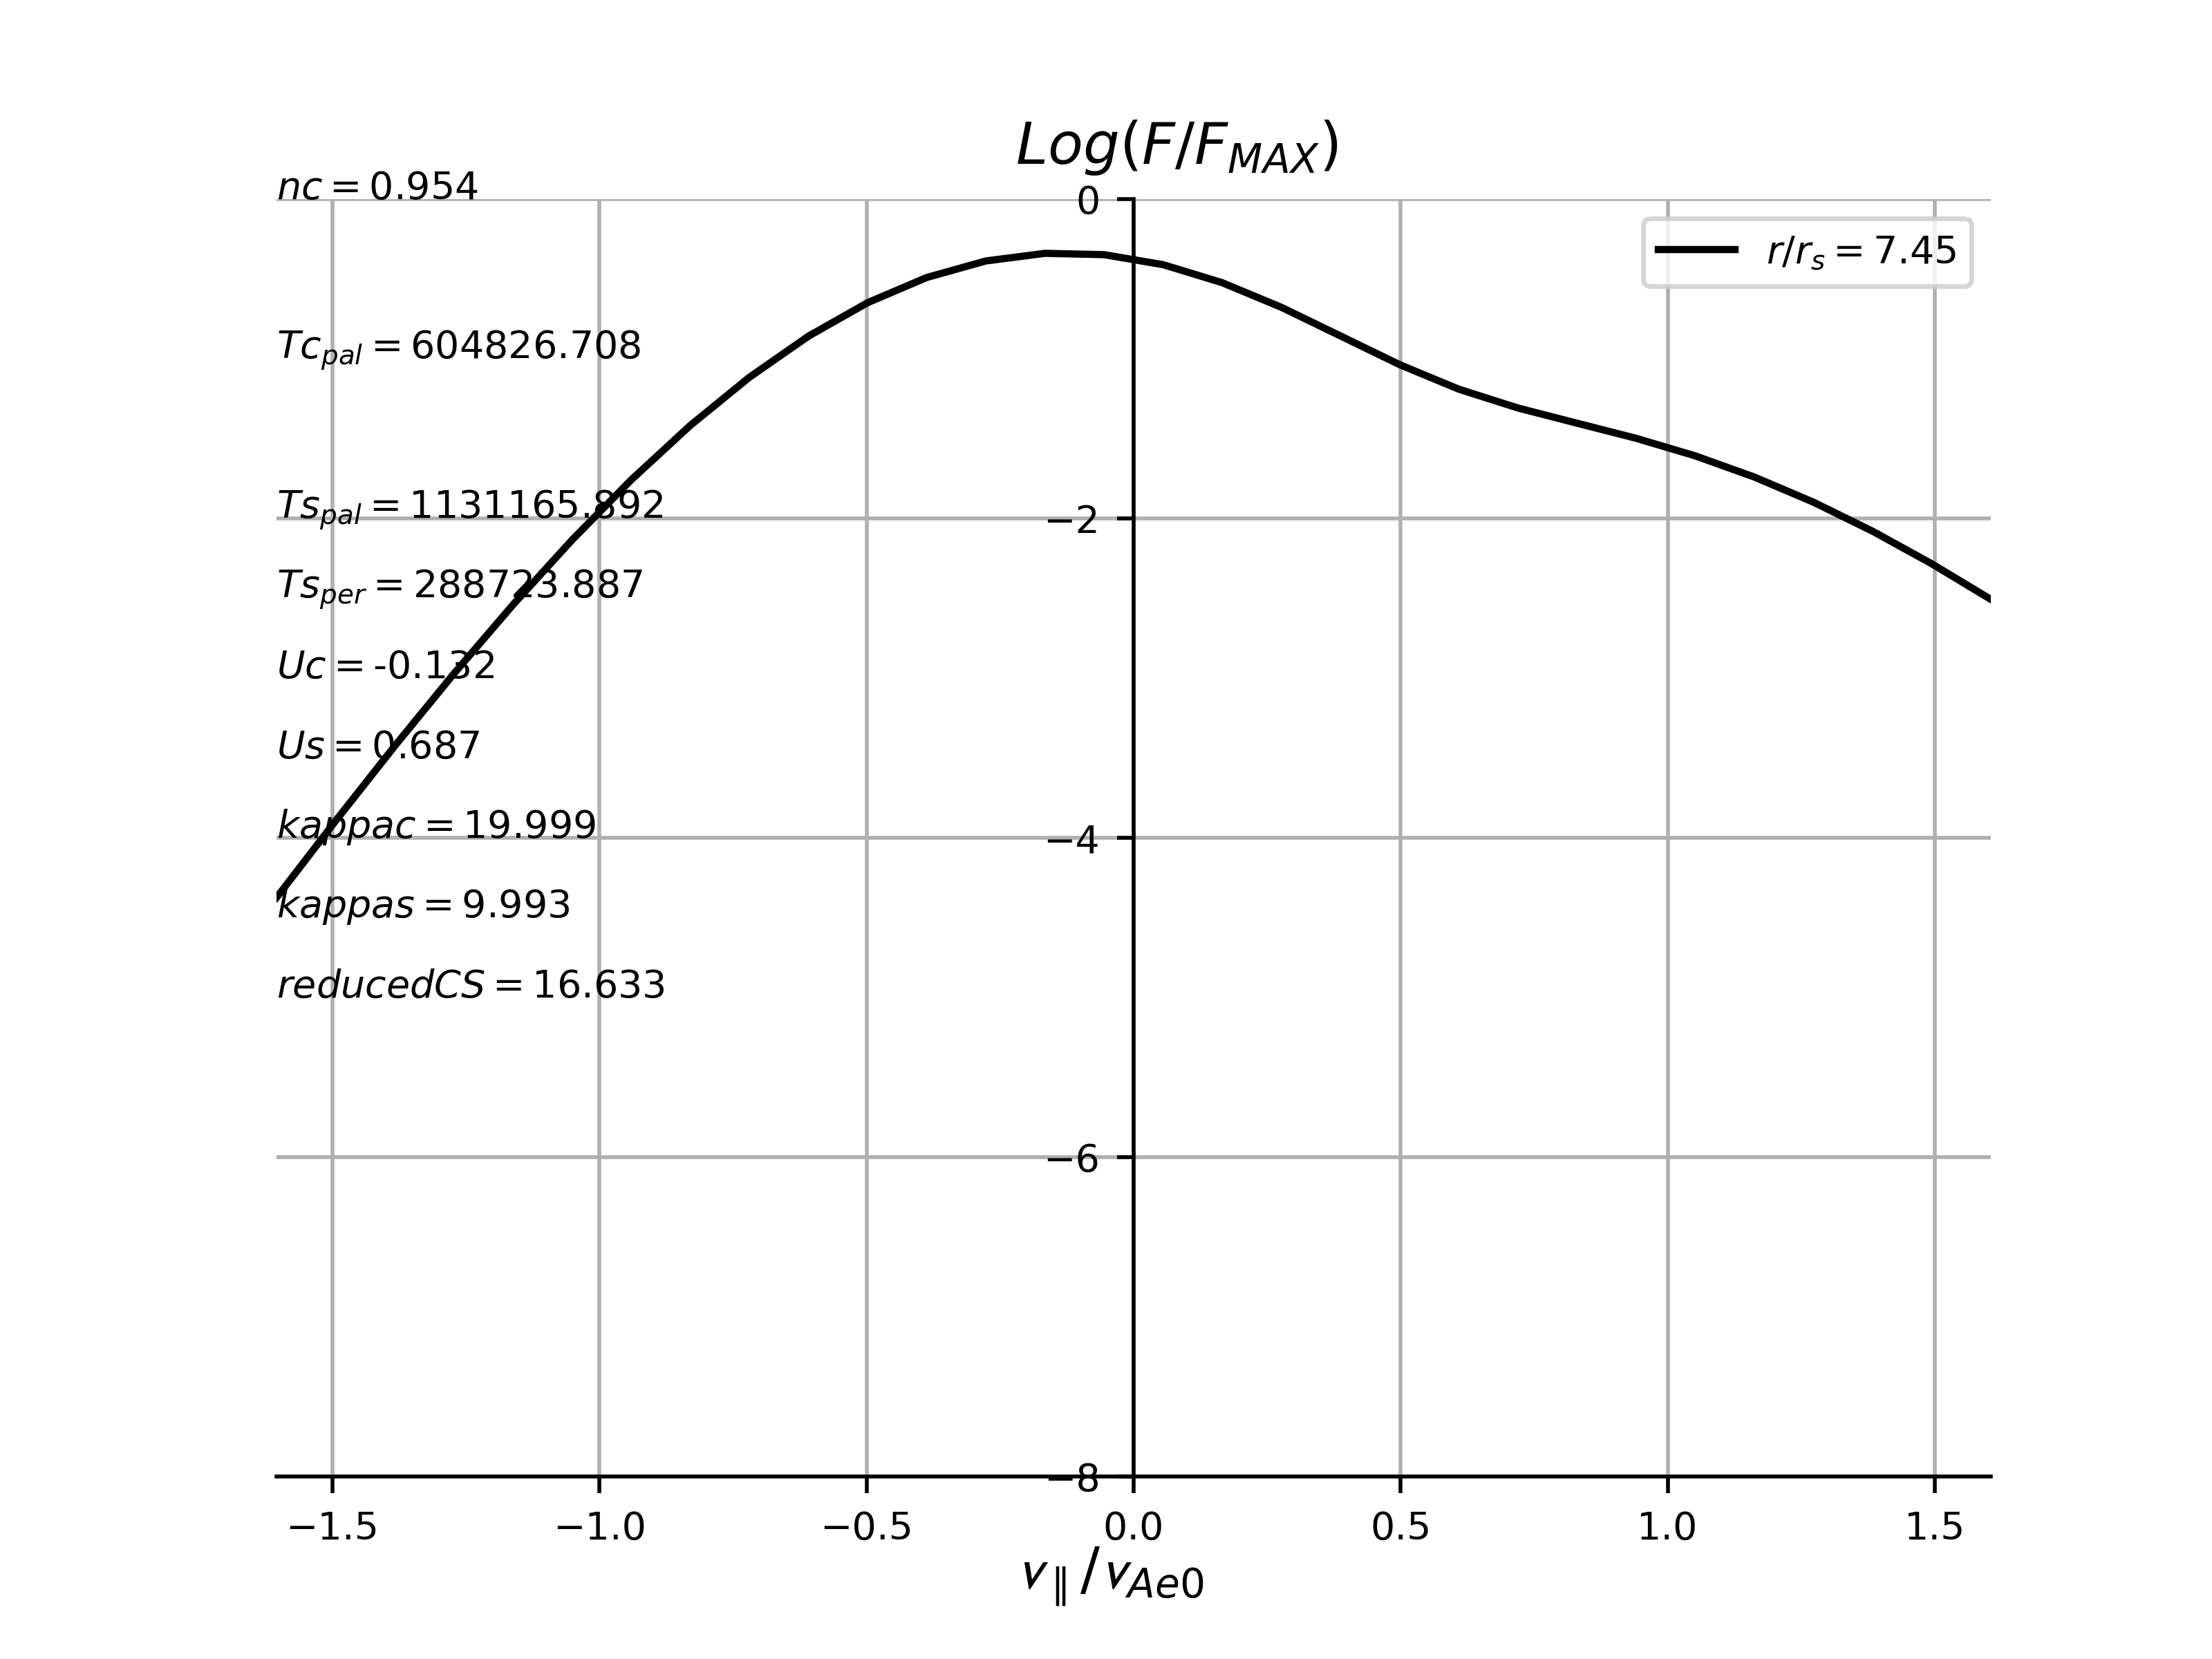 Log(F/F_MAX)
nc = 0.954
0
r/r_s = 7.45
Tc_pal = 604826.708
Ts_pal = 1131165.892
−2
Ts_per = 288723.887
Uc = -0.132
Us = 0.687
kappac = 19.999
−4
kappas = 9.993
reducedCS = 16.633
−6
−8
−1.5 −1.0 −0.5 0.0 0.5 1.0 1.5
v_∥/v_Ae0